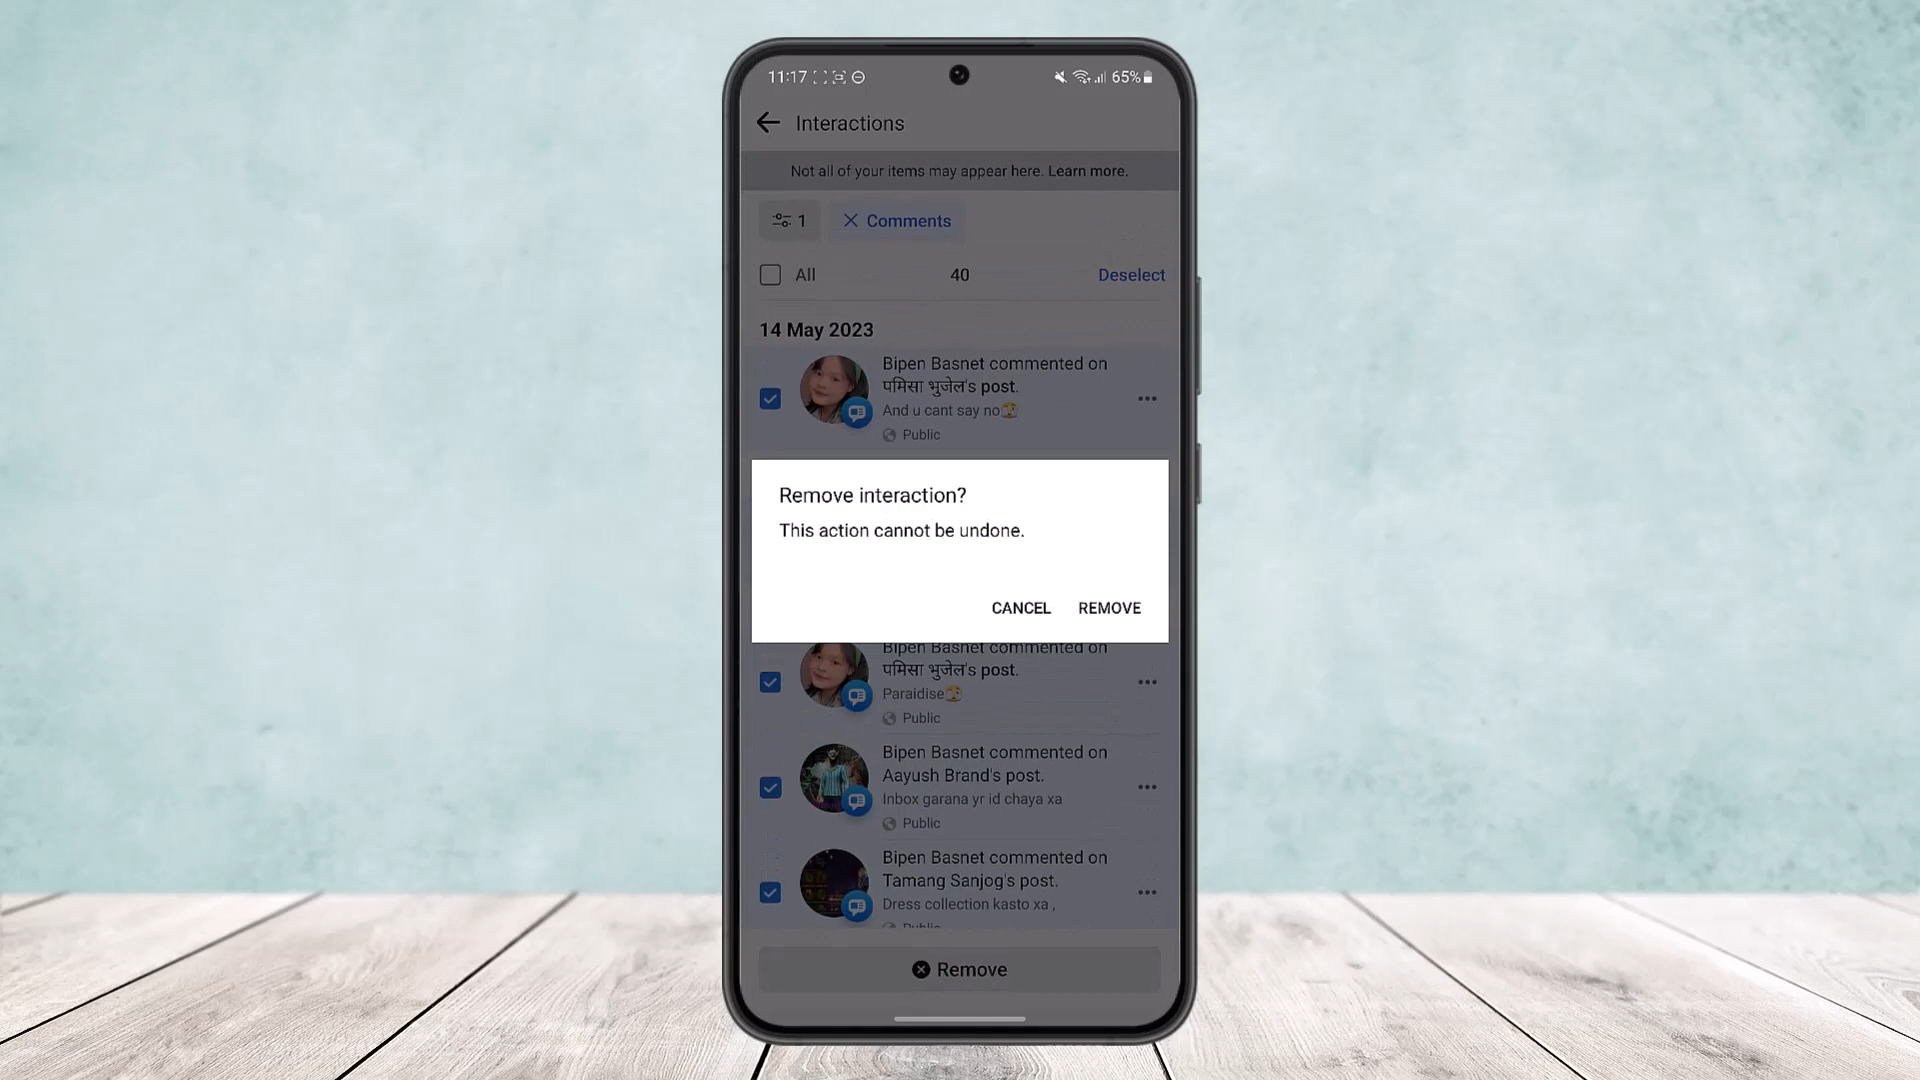 11:17 65%
Interactions
Not all of your items may appear here. Learn more.
1 Comments
All 40 Deselect
14 May 2023
Bipen Basnet commented on
पमिसा भुजेल's post.
And u cant say no🫣
Public
Remove interaction?
This action cannot be undone.
CANCEL REMOVE
Bipen Basnet commented on
पमिसा भुजेल's post.
Paraidise🫣
Public
Bipen Basnet commented on
Aayush Brand's post.
Inbox garana yr id chaya xa
Public
Bipen Basnet commented on
Tamang Sanjog's post.
Dress collection kasto xa ,
Public
Remove